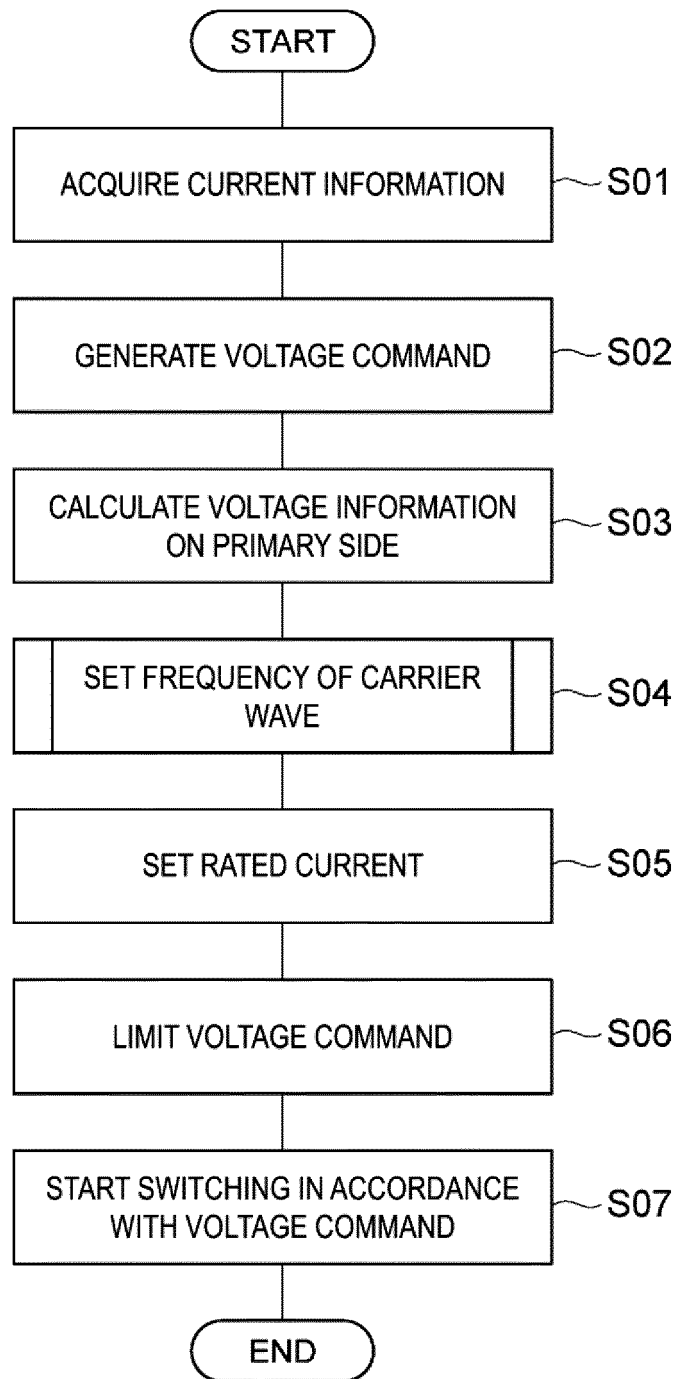 START
ACQUIRE CURRENT INFORMATION
S01
GENERATE VOLTAGE COMMAND
S02
CALCULATE VOLTAGE INFORMATION
ON PRIMARY SIDE
S03
SET FREQUENCY OF CARRIER
WAVE
S04
SET RATED CURRENT
S05
LIMIT VOLTAGE COMMAND
S06
START SWITCHING IN ACCORDANCE
WITH VOLTAGE COMMAND
S07
END